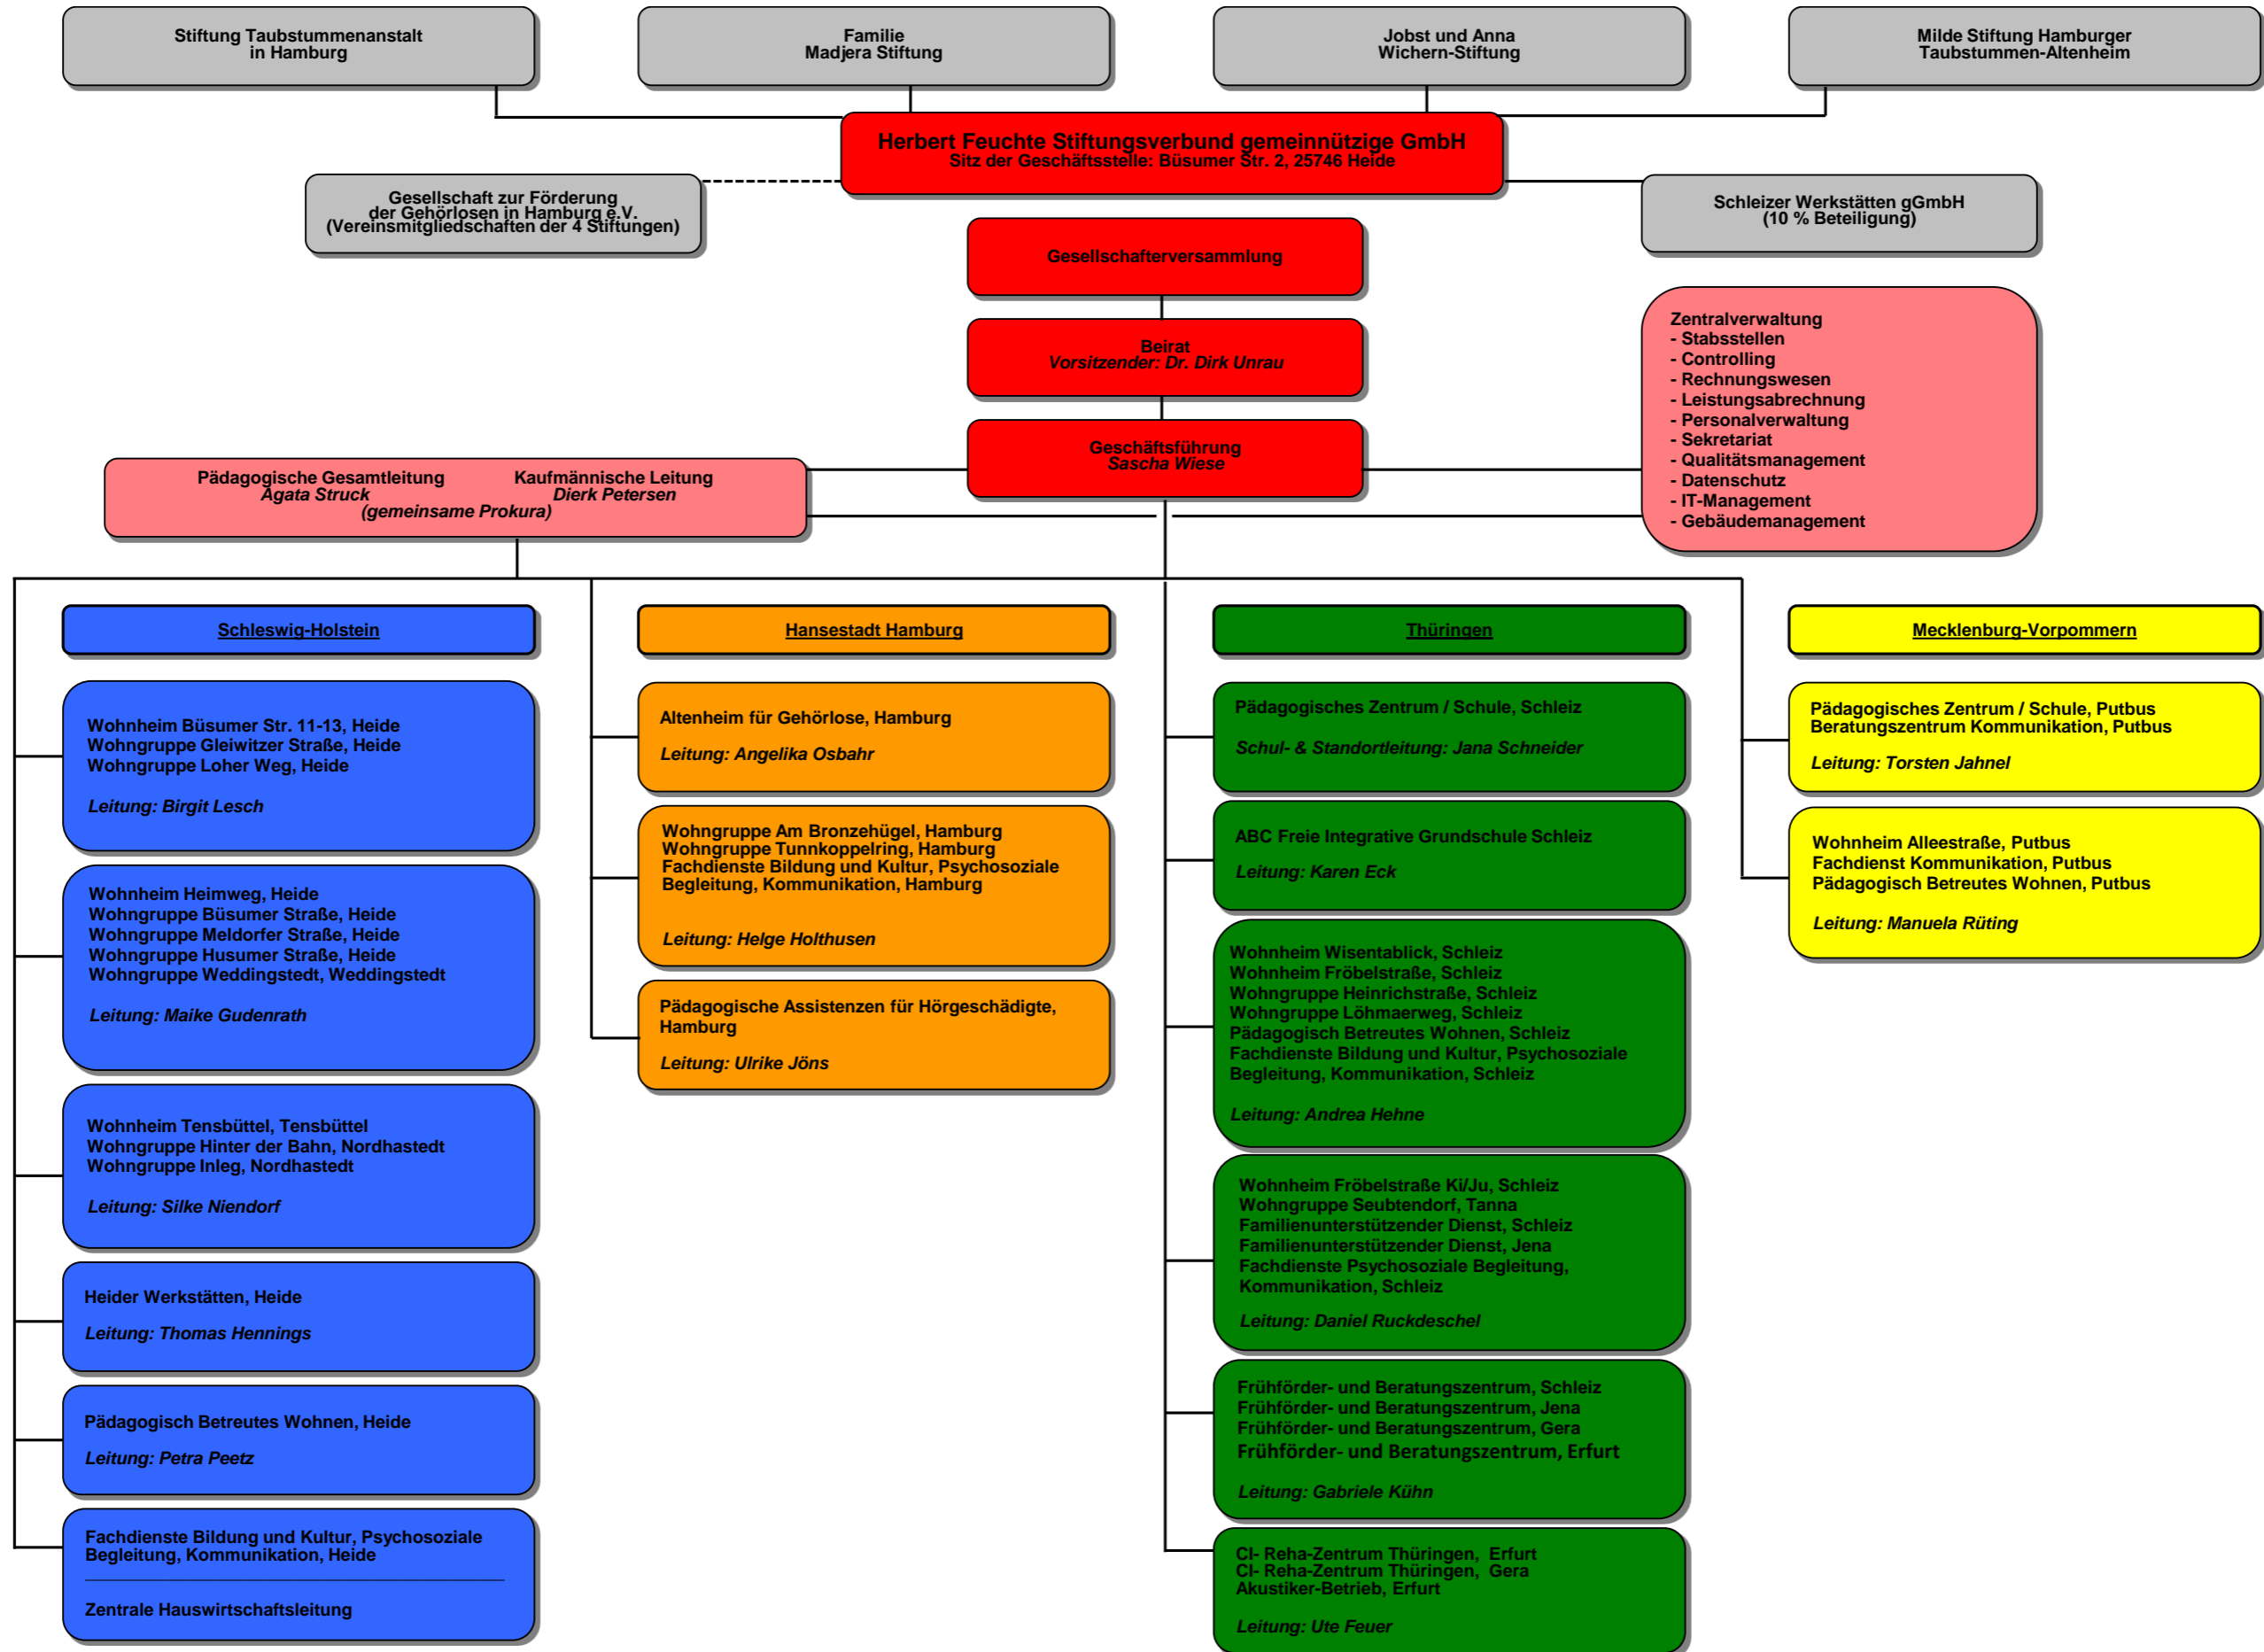 Stiftung Taubstummenanstalt
in Hamburg
Familie
Madjera Stiftung
Jobst und Anna
Wichern-Stiftung
Milde Stiftung Hamburger
Taubstummen-Altenheim
Herbert Feuchte Stiftungsverbund gemeinnützige GmbH
Sitz der Geschäftsstelle: Büsumer Str. 2, 25746 Heide
Gesellschaft zur Förderung
der Gehörlosen in Hamburg e.V.
(Vereinsmitgliedschaften der 4 Stiftungen)
Schleizer Werkstätten gGmbH
(10 % Beteiligung)
Gesellschafterversammlung
Beirat
Vorsitzender: Dr. Dirk Unrau
Geschäftsführung
Sascha Wiese
Zentralverwaltung
- Stabsstellen
- Controlling
- Rechnungswesen
- Leistungsabrechnung
- Personalverwaltung
- Sekretariat
- Qualitätsmanagement
- Datenschutz
- IT-Management
- Gebäudemanagement
Pädagogische Gesamtleitung Kaufmännische Leitung
Agata Struck Dierk Petersen
(gemeinsame Prokura)
Schleswig-Holstein
Wohnheim Büsumer Str. 11-13, Heide
Wohngruppe Gleiwitzer Straße, Heide
Wohngruppe Loher Weg, Heide
Leitung: Birgit Lesch
Wohnheim Heimweg, Heide
Wohngruppe Büsumer Straße, Heide
Wohngruppe Meldorfer Straße, Heide
Wohngruppe Husumer Straße, Heide
Wohngruppe Weddingstedt, Weddingstedt
Leitung: Maike Gudenrath
Wohnheim Tensbüttel, Tensbüttel
Wohngruppe Hinter der Bahn, Nordhastedt
Wohngruppe Inleg, Nordhastedt
Leitung: Silke Niendorf
Heider Werkstätten, Heide
Leitung: Thomas Hennings
Pädagogisch Betreutes Wohnen, Heide
Leitung: Petra Peetz
Fachdienste Bildung und Kultur, Psychosoziale
Begleitung, Kommunikation, Heide
Zentrale Hauswirtschaftsleitung
Hansestadt Hamburg
Altenheim für Gehörlose, Hamburg
Leitung: Angelika Osbahr
Wohngruppe Am Bronzehügel, Hamburg
Wohngruppe Tunnkoppelring, Hamburg
Fachdienste Bildung und Kultur, Psychosoziale
Begleitung, Kommunikation, Hamburg
Leitung: Helge Holthusen
Pädagogische Assistenzen für Hörgeschädigte,
Hamburg
Leitung: Ulrike Jöns
Thüringen
Pädagogisches Zentrum / Schule, Schleiz
Schul- & Standortleitung: Jana Schneider
ABC Freie Integrative Grundschule Schleiz
Leitung: Karen Eck
Wohnheim Wisentablick, Schleiz
Wohnheim Fröbelstraße, Schleiz
Wohngruppe Heinrichstraße, Schleiz
Wohngruppe Löhmaerweg, Schleiz
Pädagogisch Betreutes Wohnen, Schleiz
Fachdienste Bildung und Kultur, Psychosoziale
Begleitung, Kommunikation, Schleiz
Leitung: Andrea Hehne
Wohnheim Fröbelstraße Ki/Ju, Schleiz
Wohngruppe Seubtendorf, Tanna
Familienunterstützender Dienst, Schleiz
Familienunterstützender Dienst, Jena
Fachdienste Psychosoziale Begleitung,
Kommunikation, Schleiz
Leitung: Daniel Ruckdeschel
Frühförder- und Beratungszentrum, Schleiz
Frühförder- und Beratungszentrum, Jena
Frühförder- und Beratungszentrum, Gera
Frühförder- und Beratungszentrum, Erfurt
Leitung: Gabriele Kühn
CI- Reha-Zentrum Thüringen, Erfurt
CI- Reha-Zentrum Thüringen, Gera
Akustiker-Betrieb, Erfurt
Leitung: Ute Feuer
Mecklenburg-Vorpommern
Pädagogisches Zentrum / Schule, Putbus
Beratungszentrum Kommunikation, Putbus
Leitung: Torsten Jahnel
Wohnheim Alleestraße, Putbus
Fachdienst Kommunikation, Putbus
Pädagogisch Betreutes Wohnen, Putbus
Leitung: Manuela Rüting